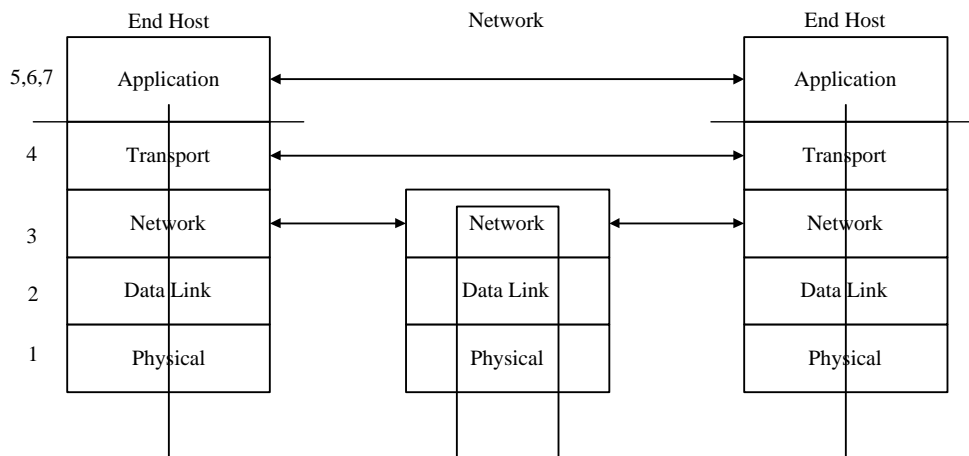 End Host Network End Host
5,6,7 Application Application
4 Transport Transport
3 Network Network Network
2 Data Link Data Link Data Link
1 Physical Physical Physical